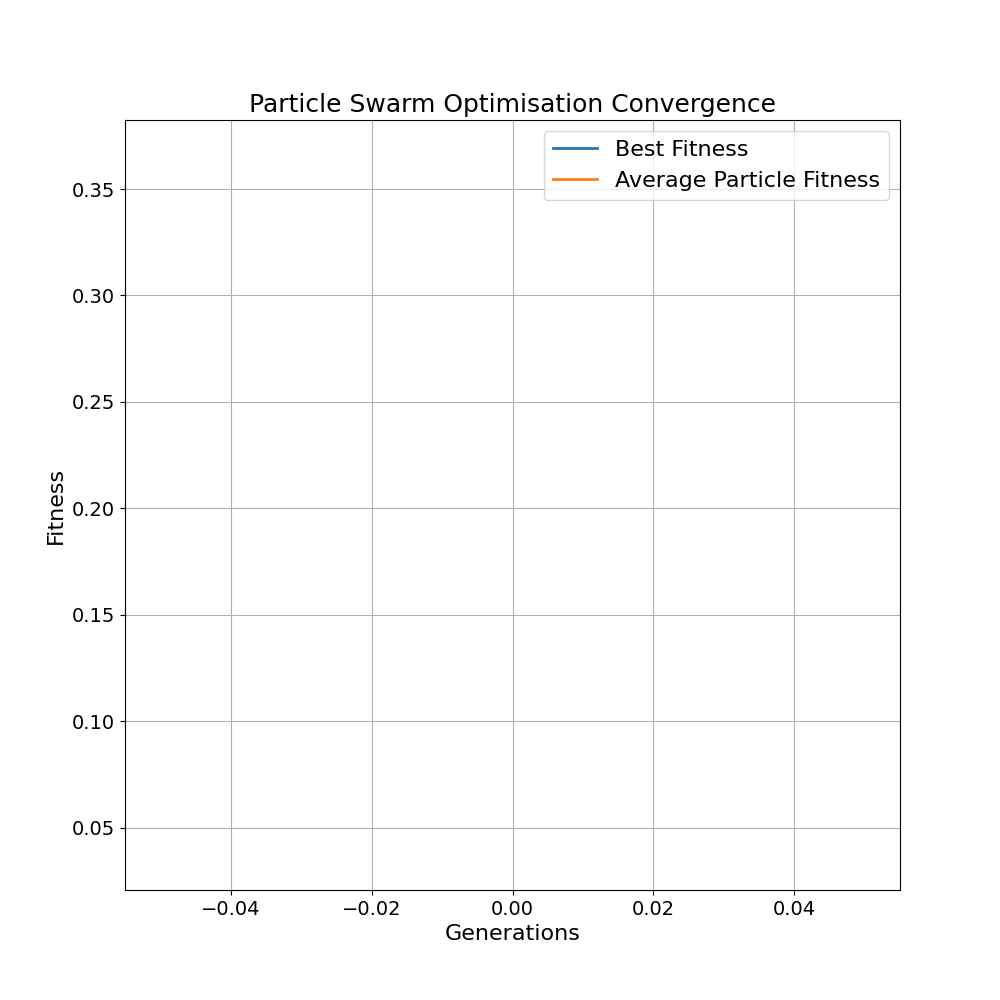 Particle Swarm Optimisation Convergence
Best Fitness
Average Particle Fitness
0.35
0.30
0.25
0.20
0.15
0.10
0.05
Fitness
−0.04
−0.02
0.00
0.02
0.04
Generations